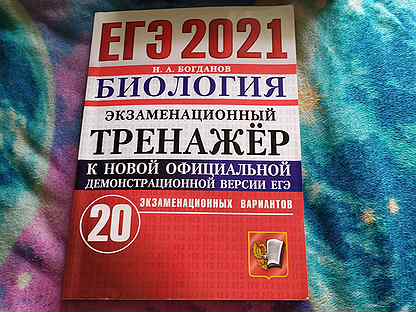 ЕГЭ 2021
Н. А. БОГДАНОВ
БИОЛОГИЯ
ЭКЗАМЕНАЦИОННЫЙ
ТРЕНАЖЁР
К НОВОЙ ОФИЦИАЛЬНОЙ
ДЕМОНСТРАЦИОННОЙ ВЕРСИИ ЕГЭ
20 ЭКЗАМЕНАЦИОННЫХ ВАРИАНТОВ